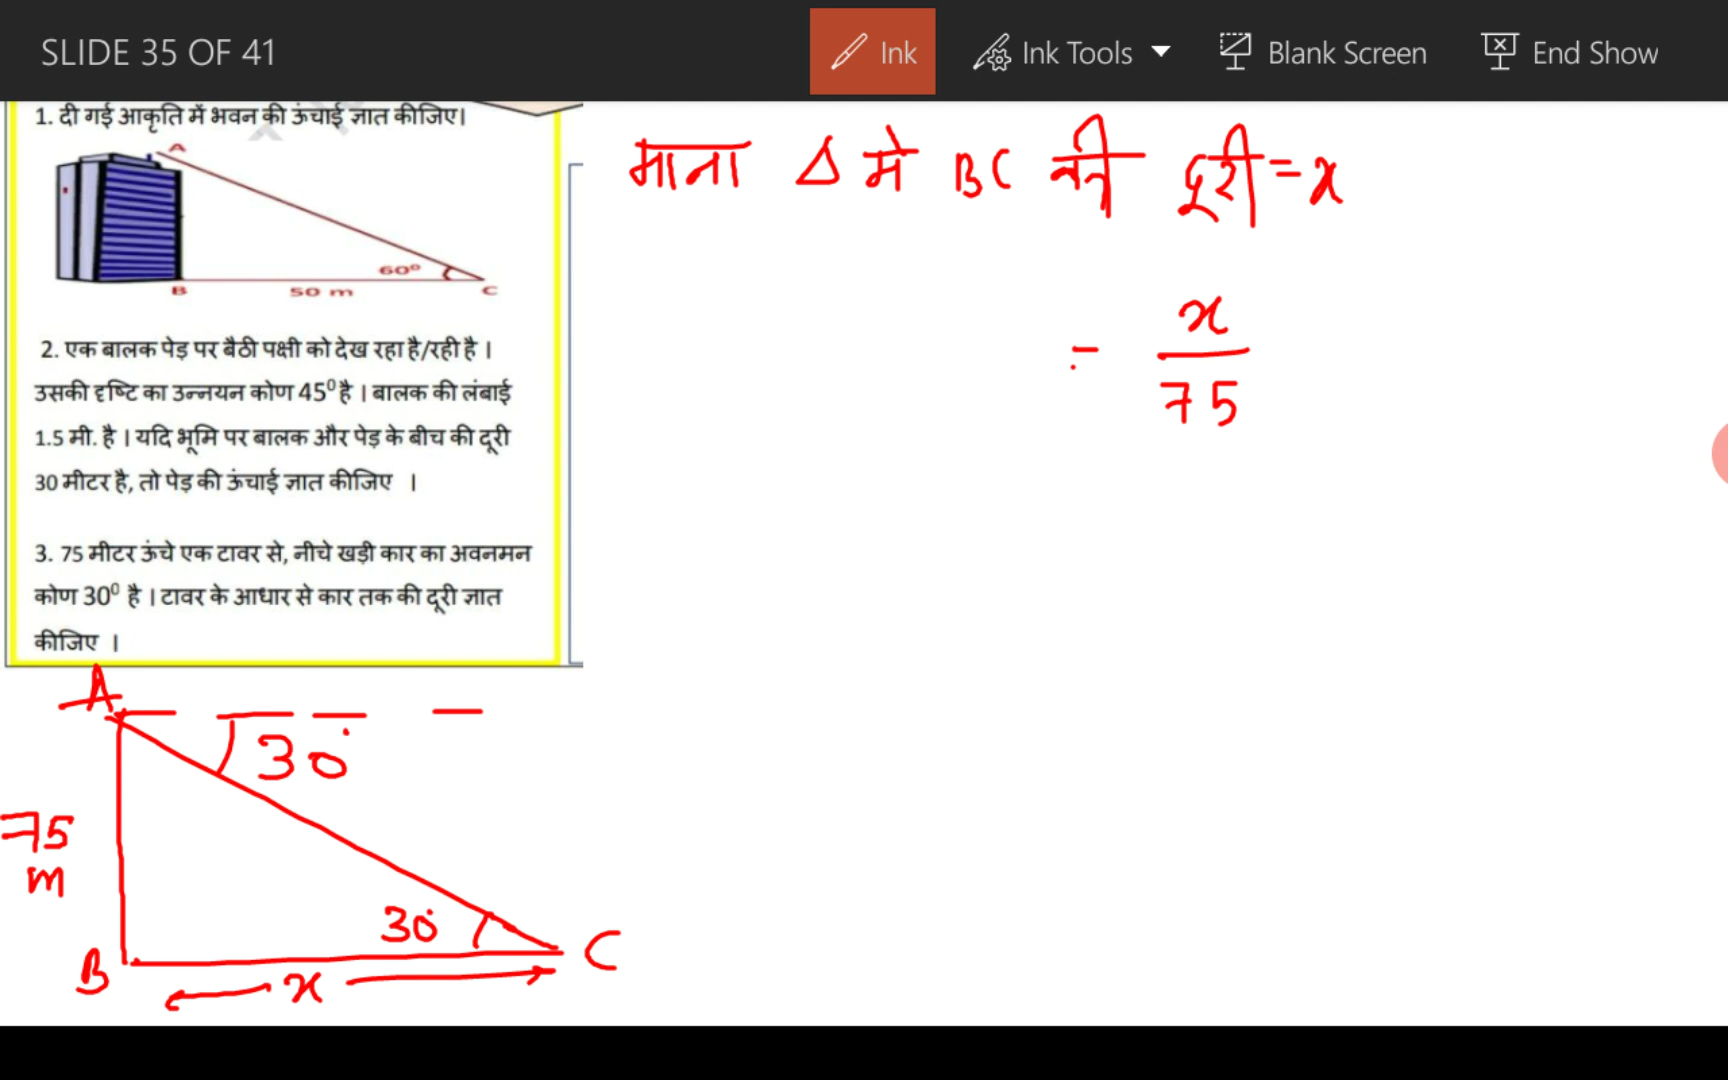 SLIDE 35 OF 41
Ink
Ink Tools
Blank Screen
End Show
1. दी गई आकृति में भवन की ऊंचाई ज्ञात कीजिए।
A
60°
B
50 m
C
2. एक बालक पेड़ पर बैठी पक्षी को देख रहा है/रही है ।
उसकी दृष्टि का उन्नयन कोण 45⁰ है । बालक की लंबाई
1.5 मी. है । यदि भूमि पर बालक और पेड़ के बीच की दूरी
30 मीटर है, तो पेड़ की ऊंचाई ज्ञात कीजिए ।
3. 75 मीटर ऊंचे एक टावर से, नीचे खड़ी कार का अवनमन
कोण 30⁰ है । टावर के आधार से कार तक की दूरी ज्ञात
कीजिए ।
A
30°
75
m
30°
B
x
C
माना Δ मे BC की दूरी = x
= x
75